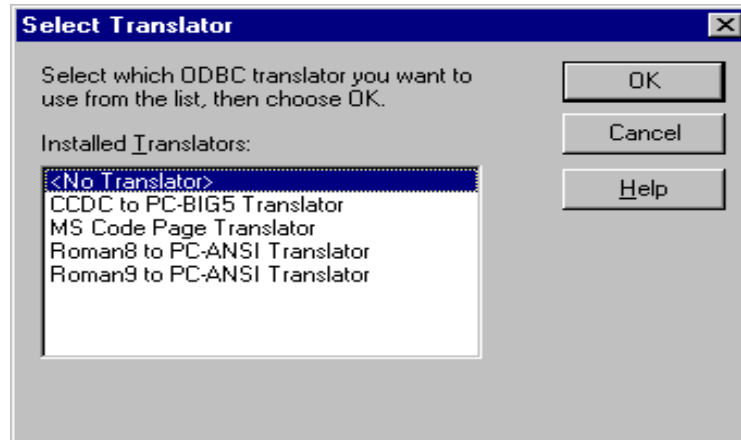 Select Translator
Select which ODBC translator you want to
use from the list, then choose OK.
Installed Translators:
<No Translator>
CCDC to PC-BIG5 Translator
MS Code Page Translator
Roman8 to PC-ANSI Translator
Roman9 to PC-ANSI Translator
OK
Cancel
Help